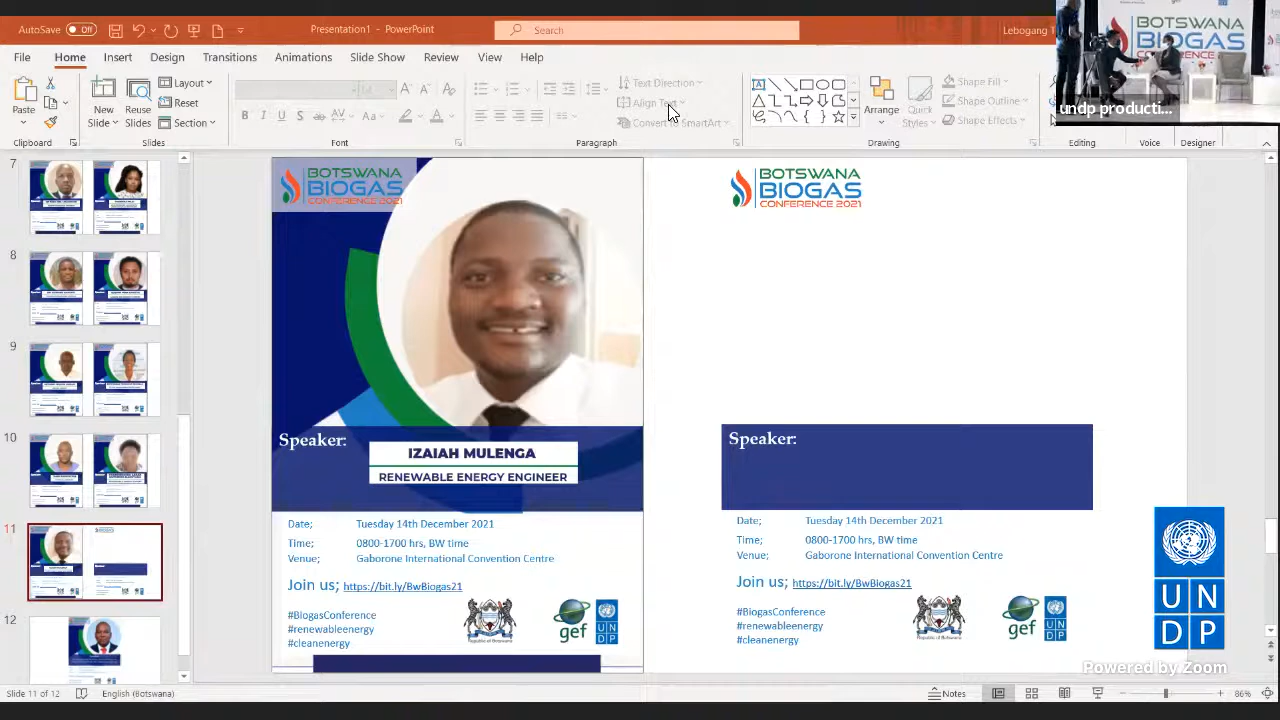 AutoSave Off
Presentation1 - PowerPoint
Search
Lebogang T
BOTSWANA
BIOGAS
undp producti...
File Home Insert Design Transitions Animations Slide Show Review View Help
Paste
New
Slide
Reuse
Slides
Layout
Reset
Section
Text Direction
Align Text
Convert to SmartArt
Arrange
Quick
Styles
Shape Fill
Shape Outline
Shape Effects
Clipboard
Slides
Font
Paragraph
Drawing
Editing
Voice
Designer
7
8
9
10
11
12
BOTSWANA
BIOGAS
CONFERENCE 2021
Speaker:
IZAIAH MULENGA
RENEWABLE ENERGY ENGINEER
Date; Tuesday 14th December 2021
Time; 0800-1700 hrs, BW time
Venue; Gaborone International Convention Centre
Join us; https://bit.ly/BwBiogas21
#BiogasConference
#renewableenergy
#cleanenergy
Republic of Botswana
gef
U N
D P
BOTSWANA
BIOGAS
CONFERENCE 2021
Speaker:
Date; Tuesday 14th December 2021
Time; 0800-1700 hrs, BW time
Venue; Gaborone International Convention Centre
Join us; https://bit.ly/BwBiogas21
#BiogasConference
#renewableenergy
#cleanenergy
Republic of Botswana
gef
U N
D P
U N
D P
Powered by Zoom
Slide 11 of 12
English (Botswana)
Notes
86%